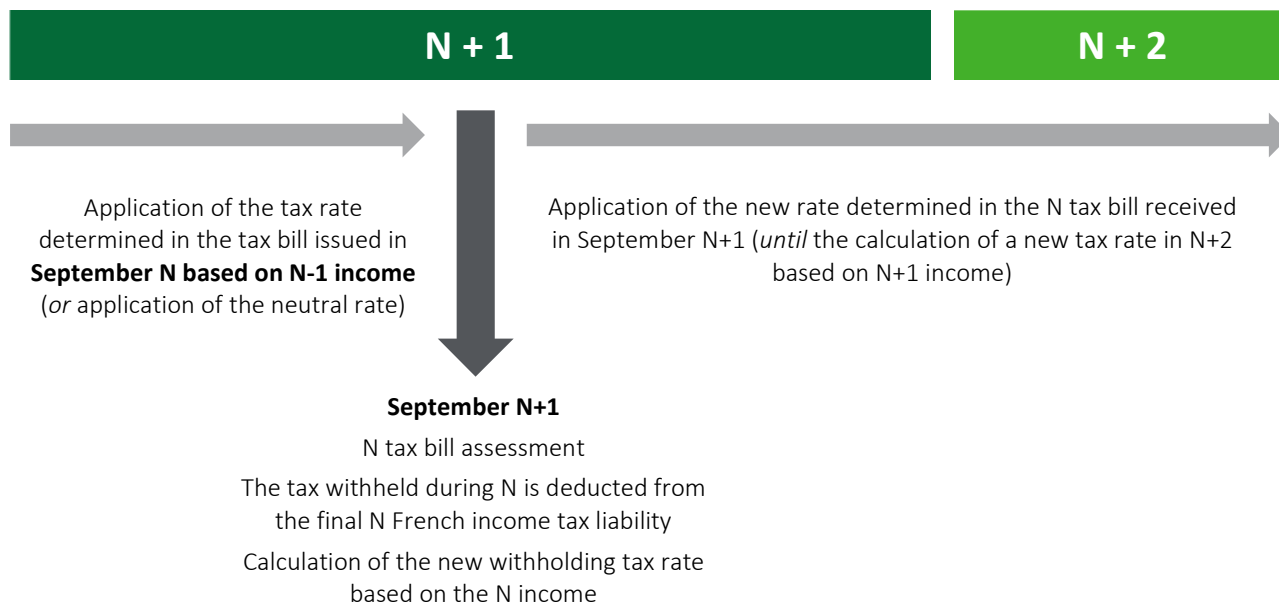 N + 1
N + 2
Application of the tax rate
determined in the tax bill issued in
September N based on N-1 income
(or application of the neutral rate)
Application of the new rate determined in the N tax bill received
in September N+1 (until the calculation of a new tax rate in N+2
based on N+1 income)
September N+1
N tax bill assessment
The tax withheld during N is deducted from
the final N French income tax liability
Calculation of the new withholding tax rate
based on the N income